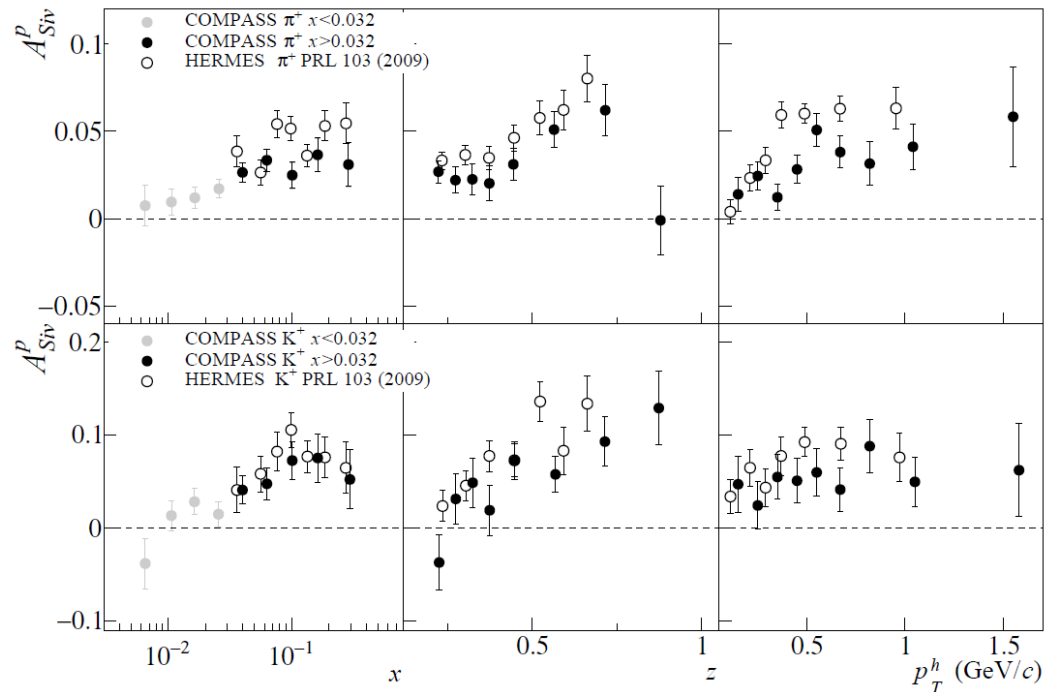 A^p_Siv
COMPASS π⁺ x<0.032
COMPASS π⁺ x>0.032
HERMES π⁺ PRL 103 (2009)
0.1
0.05
0
−0.05
A^p_Siv
COMPASS K⁺ x<0.032
COMPASS K⁺ x>0.032
HERMES K⁺ PRL 103 (2009)
0.2
0.1
0
−0.1
10⁻² 10⁻¹ x
0.5 1 z
0.5 1 1.5
p_T^h (GeV/c)